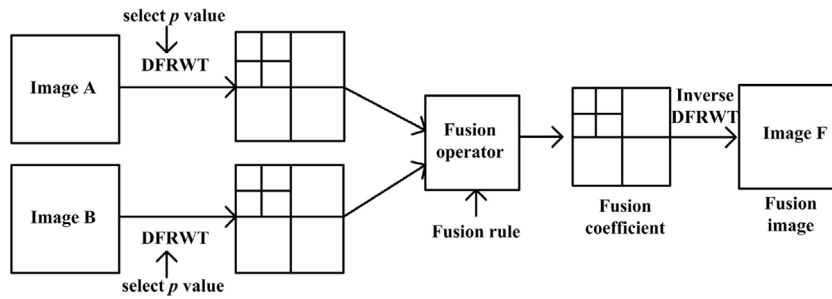 select p value
DFRWT
Image A
Image B
DFRWT
select p value
Fusion
operator
Fusion rule
Fusion
coefficient
Inverse
DFRWT
Image F
Fusion
image